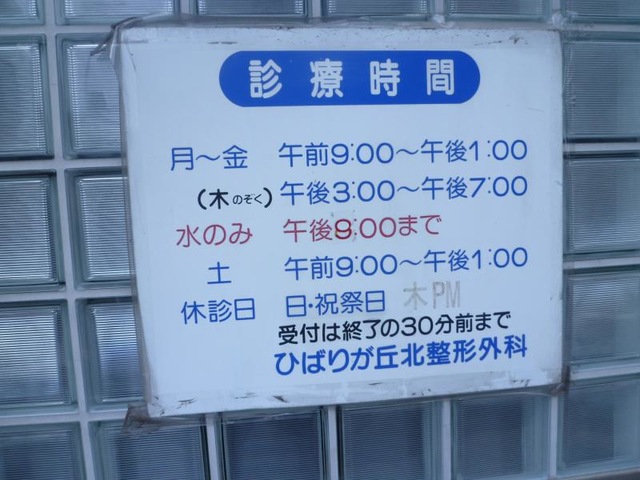 診療時間
月～金 午前9:00～午後1:00
(木のぞく) 午後3:00～午後7:00
水のみ 午後8:00まで
土 午前9:00～午後1:00
休診日 日・祝祭日 木PM
受付は終了の30分前まで
ひばりが丘北整形外科